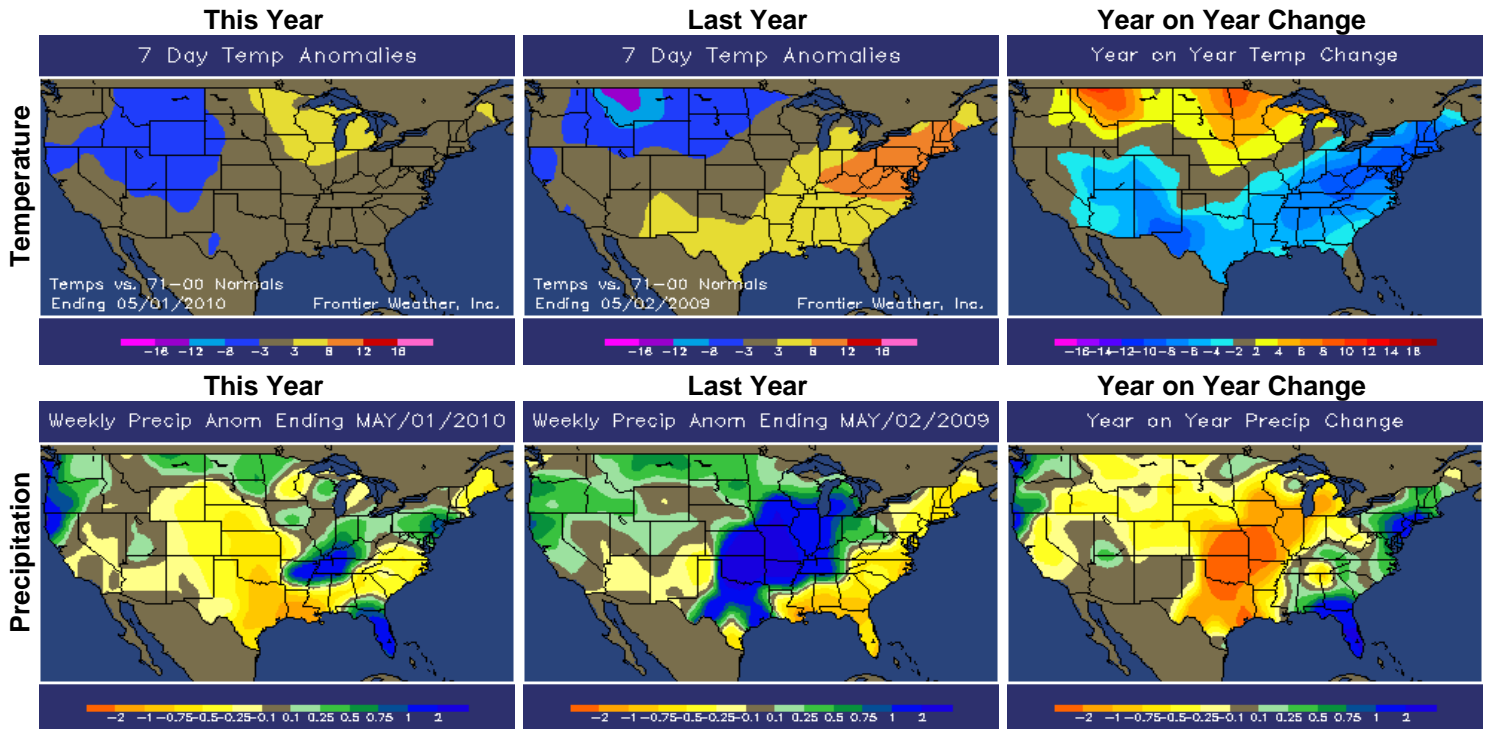 This Year Last Year Year on Year Change
7 Day Temp Anomalies 7 Day Temp Anomalies Year on Year Temp Change
Temperature
Temps vs. 71-00 Normals Temps vs. 71-00 Normals
Ending 05/01/2010 Frontier Weather, Inc. Ending 05/02/2009 Frontier Weather, Inc.
-16 -12 -8 -3 3 8 12 16 -16 -12 -8 -3 3 8 12 16 -16 -14 -12 -10 -8 -6 -4 -2 2 4 6 8 10 12 14 16
This Year Last Year Year on Year Change
Weekly Precip Anom Ending MAY/01/2010 Weekly Precip Anom Ending MAY/02/2009 Year on Year Precip Change
Precipitation
-2 -1 -0.75 -0.5 -0.25 -0.1 0.1 0.25 0.5 0.75 1 2 -2 -1 -0.75 -0.5 -0.25 -0.1 0.1 0.25 0.5 0.75 1 2 -2 -1 -0.75 -0.5 -0.25 -0.1 0.1 0.25 0.5 0.75 1 2